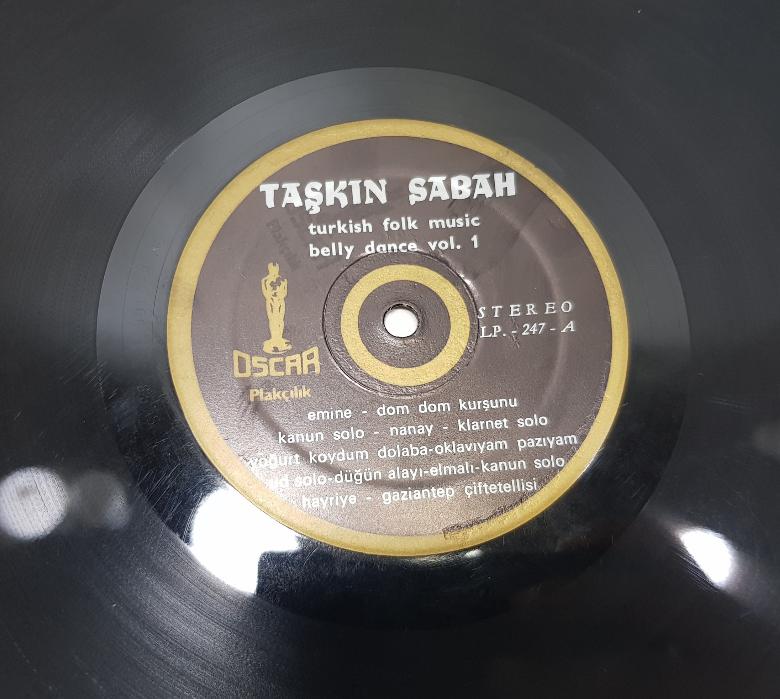 TAŞKIN SABAH
turkish folk music
belly dance vol. 1
STEREO
LP. - 247 - A
OSCAR
Plakçılık
emine - dom dom kurşunu
kanun solo - nanay - klarnet solo
yoğurt koydum dolaba-oklavıyam pazıyam
ud solo-düğün alayı-elmalı-kanun solo
hayriye - gaziantep çiftetellisi